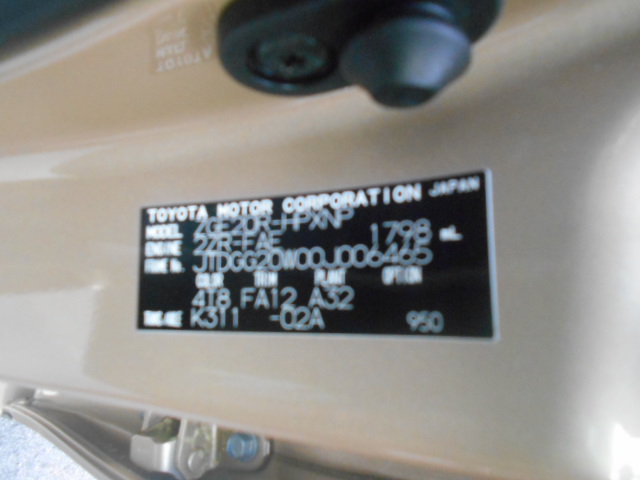 TOYOTA MOTOR CORPORATION JAPAN
MODEL ZGE20R-HPXNP
ENGINE 2ZR-FAE 1798 mL
FRAME No. JTDGG20W00J006465
COLOR TRIM PLANT OPTION
4T8 FA12 A32
TRANS/AXLE K311 -02A 950